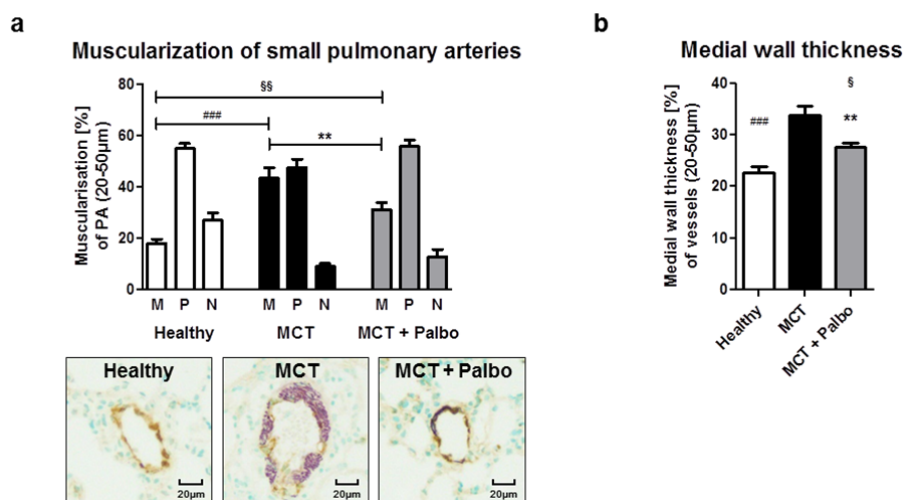 a
Muscularization of small pulmonary arteries
Muscularisation [%]
of PA (20-50µm)
80
60
40
20
0
§§
###
**
M P N M P N M P N
Healthy MCT MCT + Palbo
Healthy
20µm
MCT
20µm
MCT + Palbo
20µm
b
Medial wall thickness
Medial wall thickness [%]
of vessels (20-50µm)
40
30
20
10
0
###
§
**
Healthy
MCT
MCT + Palbo